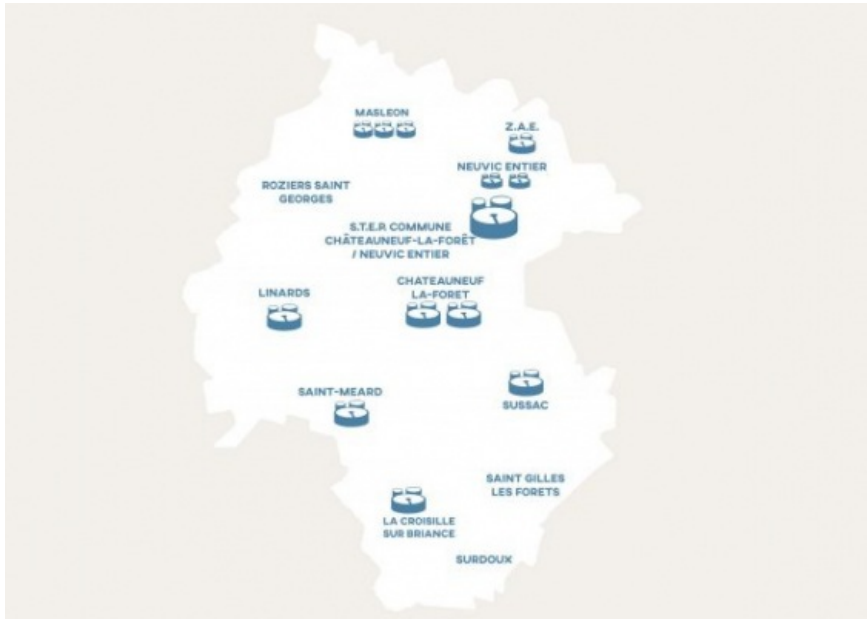 MASLEON
Z.A.E.
NEUVIC ENTIER
ROZIERS SAINT
GEORGES
S.T.E.P. COMMUNE
CHÂTEAUNEUF-LA-FORÊT
/ NEUVIC ENTIER
CHATEAUNEUF
LA-FORET
LINARDS
SAINT-MEARD
SUSSAC
SAINT GILLES
LES FORETS
LA CROISILLE
SUR BRIANCE
SURDOUX